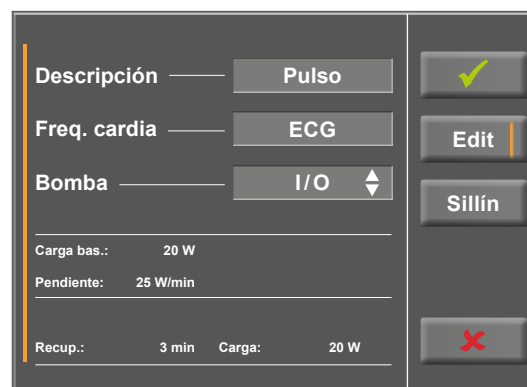 Descripción Pulso
Freq. cardia ECG
Edit
Bomba I/O
Sillín
Carga bas.: 20 W
Pendiente: 25 W/min
Recup.: 3 min Carga: 20 W